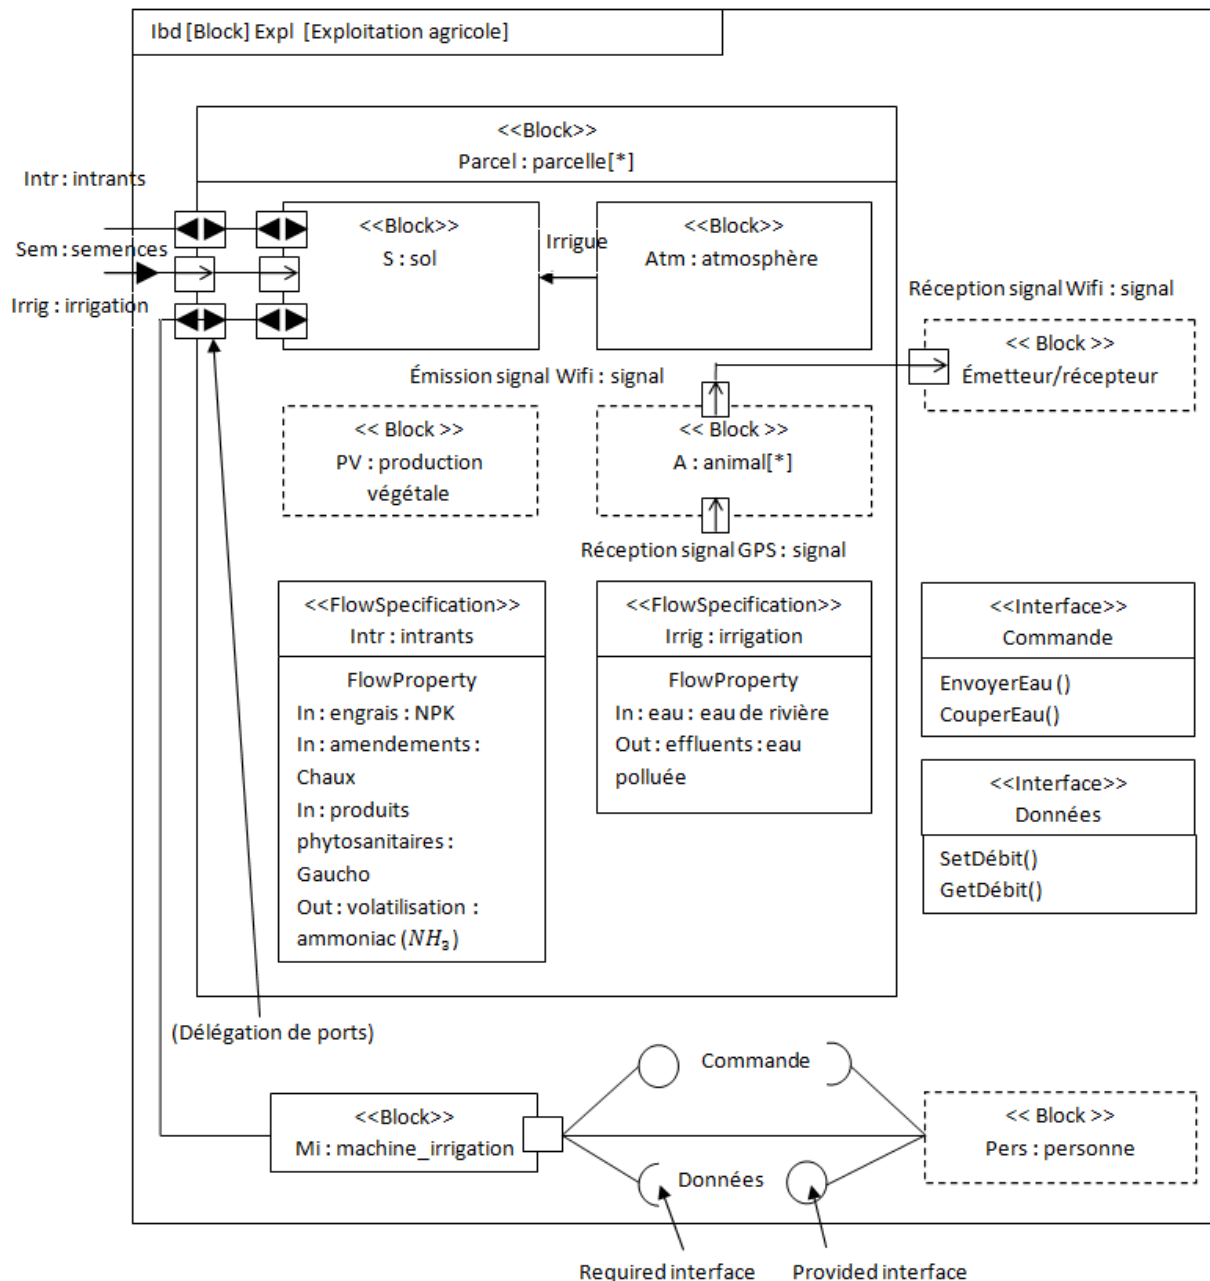 Ibd [Block] Expl [Exploitation agricole]
<<Block>>
Parcel : parcelle[*]
Intr : intrants
Sem : semences
Irrig : irrigation
<<Block>>
S : sol
Irrigue
<<Block>>
Atm : atmosphère
Réception signal Wifi : signal
<< Block >>
Émetteur/récepteur
Émission signal Wifi : signal
<< Block >>
PV : production
végétale
<< Block >>
A : animal[*]
Réception signal GPS : signal
<<FlowSpecification>>
Intr : intrants
FlowProperty
In : engrais : NPK
In : amendements :
Chaux
In : produits
phytosanitaires :
Gaucho
Out : volatilisation :
ammoniac (NH₃)
<<FlowSpecification>>
Irrig : irrigation
FlowProperty
In : eau : eau de rivière
Out : effluents : eau
polluée
<<Interface>>
Commande
EnvoyerEau ()
CouperEau()
<<Interface>>
Données
SetDébit()
GetDébit()
(Délégation de ports)
<<Block>>
Mi : machine_irrigation
Commande
Données
<< Block >>
Pers : personne
Required interface
Provided interface